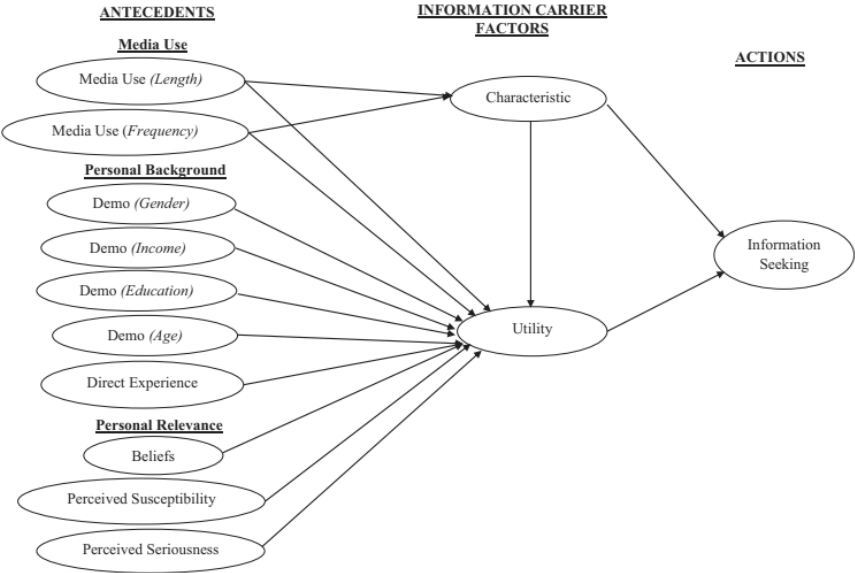 ANTECEDENTS
Media Use
Media Use (Length)
Media Use (Frequency)
Personal Background
Demo (Gender)
Demo (Income)
Demo (Education)
Demo (Age)
Direct Experience
Personal Relevance
Beliefs
Perceived Susceptibility
Perceived Seriousness
INFORMATION CARRIER
FACTORS
Characteristic
Utility
ACTIONS
Information
Seeking